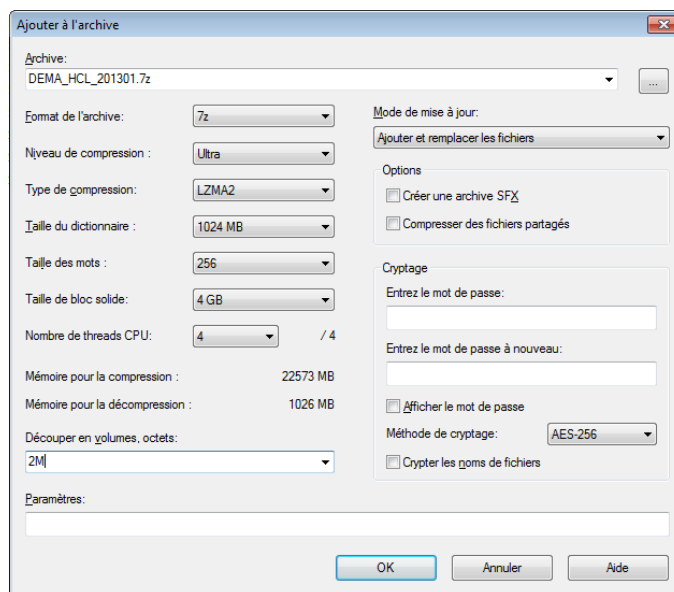 Ajouter à l'archive
Archive:
DEMA_HCL_201301.7z
...
Format de l'archive: 7z
Niveau de compression : Ultra
Type de compression: LZMA2
Taille du dictionnaire : 1024 MB
Taille des mots : 256
Taille de bloc solide: 4 GB
Nombre de threads CPU: 4 / 4
Mémoire pour la compression : 22573 MB
Mémoire pour la décompression : 1026 MB
Découper en volumes, octets:
2M
Mode de mise à jour:
Ajouter et remplacer les fichiers
Options
Créer une archive SFX
Compresser des fichiers partagés
Cryptage
Entrez le mot de passe:
Entrez le mot de passe à nouveau:
Afficher le mot de passe
Méthode de cryptage: AES-256
Crypter les noms de fichiers
Paramètres:
OK Annuler Aide